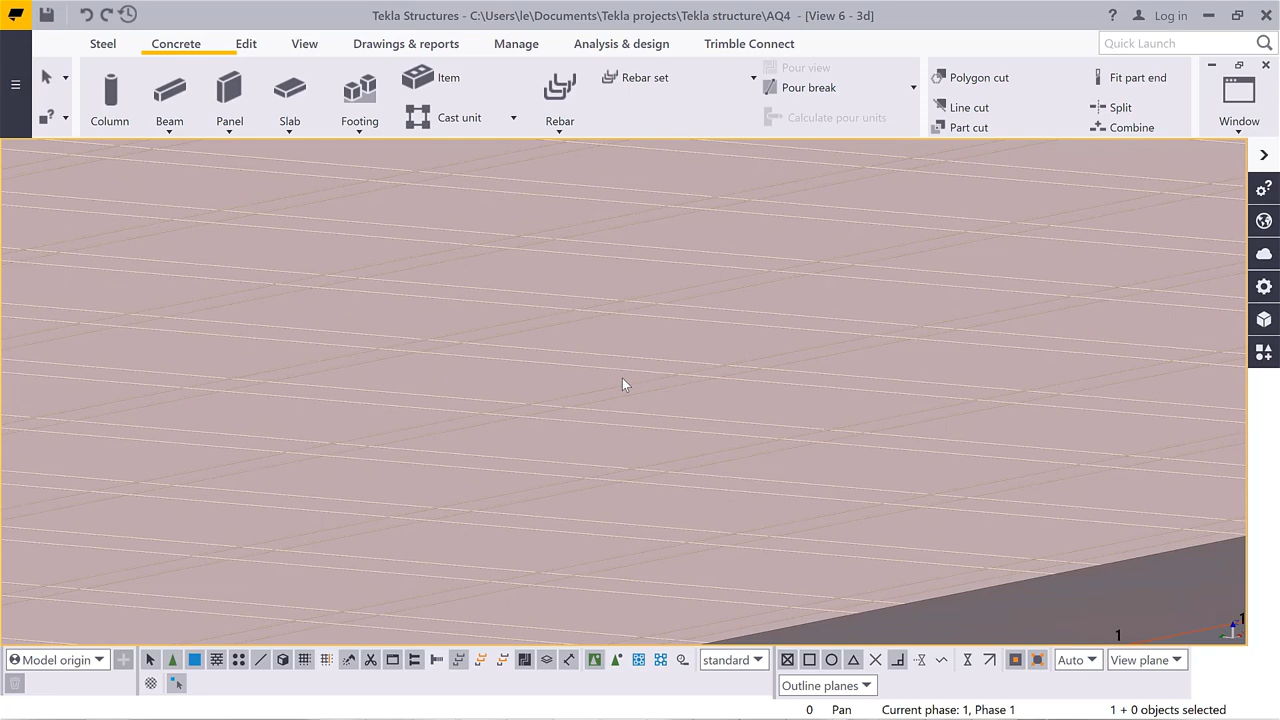 Tekla Structures - C:\Users\le\Documents\Tekla projects\Tekla structure\AQ4 - [View 6 - 3d]
? Log in
Steel Concrete Edit View Drawings & reports Manage Analysis & design Trimble Connect Quick Launch
Column Beam Panel Slab Footing Item Cast unit Rebar Rebar set Pour view Pour break Calculate pour units Polygon cut Line cut Part cut Fit part end Split Combine Window
1
1
Model origin standard Auto View plane
Outline planes
0 Pan Current phase: 1, Phase 1 1 + 0 objects selected